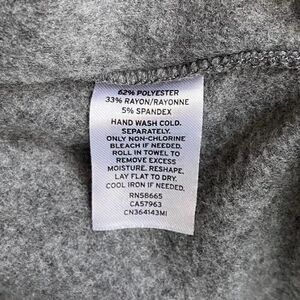 62% POLYESTER
33% RAYON/RAYONNE
5% SPANDEX
HAND WASH COLD.
SEPARATELY.
ONLY NON-CHLORINE
BLEACH IF NEEDED.
ROLL IN TOWEL TO
REMOVE EXCESS
MOISTURE. RESHAPE.
LAY FLAT TO DRY.
COOL IRON IF NEEDED.
RN58665
CA57963
CN364143MI